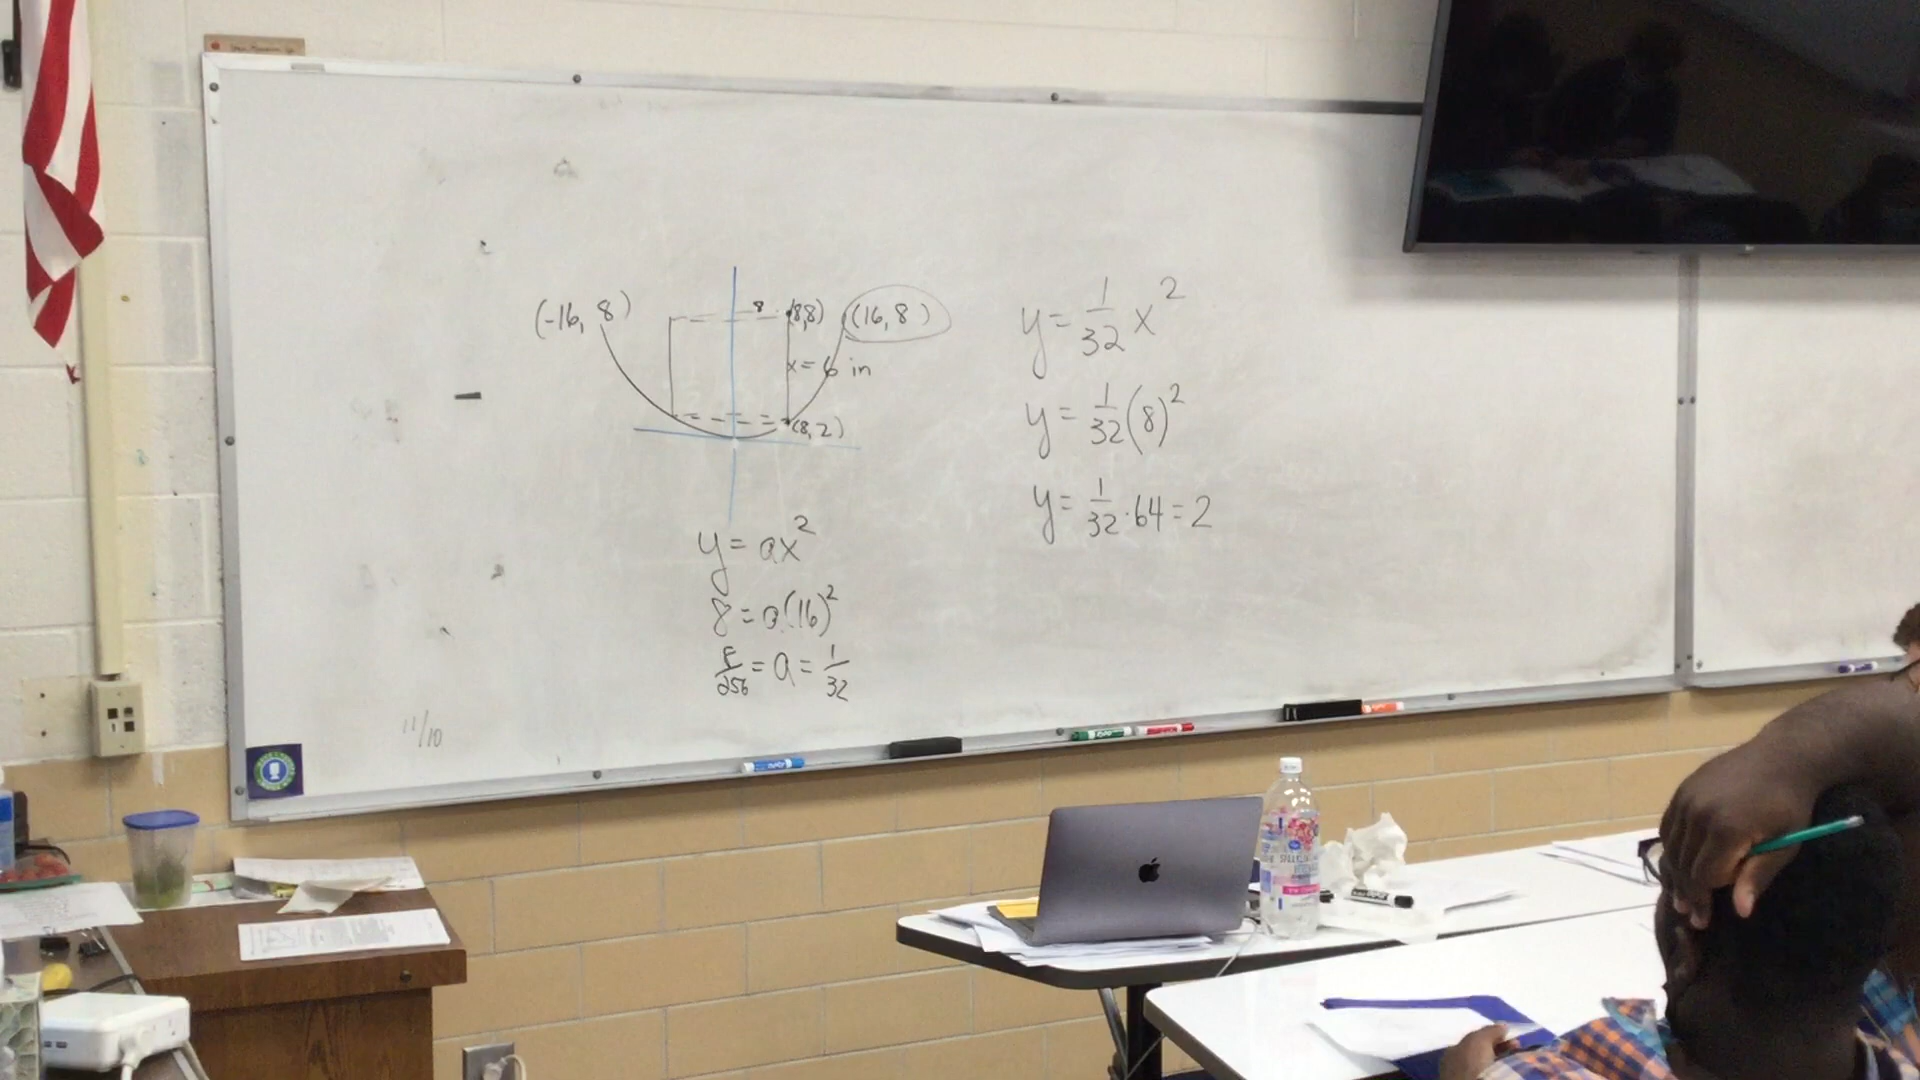 (-16, 8)
8
(8,8)
(16, 8)
x = 6 in
(8,2)
y = ax²
8 = a(16)²
8/256 = a = 1/32
y = 1/32 x²
y = 1/32 (8)²
y = 1/32 · 64 = 2
11/10